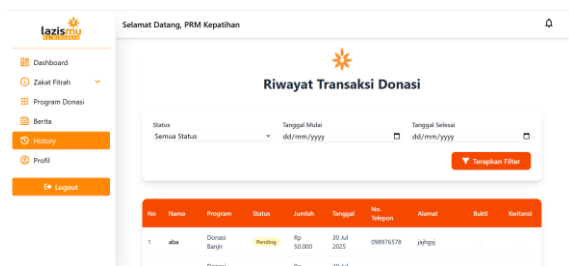 lazismu
Selamat Datang, PRM Kepatihan
Dashboard
Zakat Fitrah
Program Donasi
Berita
History
Profil
Logout
Riwayat Transaksi Donasi
Status
Semua Status
Tanggal Mulai
dd/mm/yyyy
Tanggal Selesai
dd/mm/yyyy
Terapkan Filter
No Nama Program Status Jumlah Tanggal No. Telepon Alamat Bukti Kwitansi
1 aba Donasi Banjir Pending Rp 50.000 30 Jul 2025 098976578 jajhgsj - -